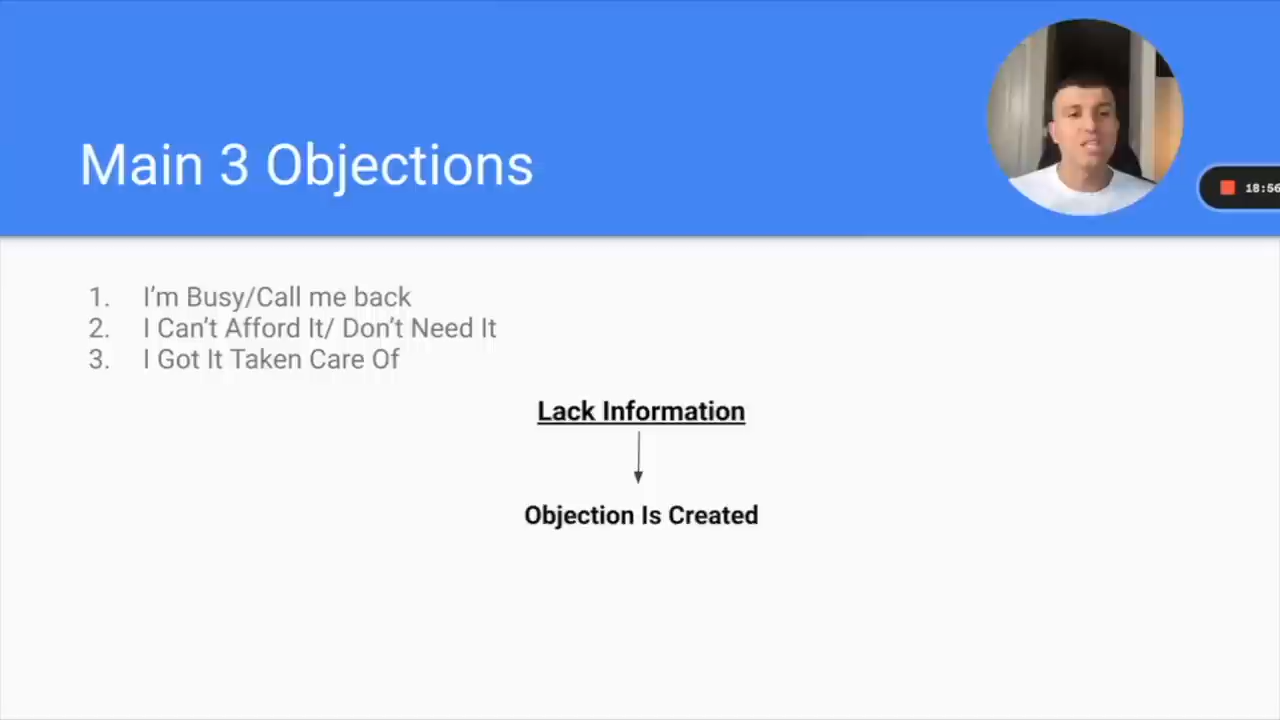 Main 3 Objections
18:56
1. I'm Busy/Call me back
2. I Can't Afford It/ Don't Need It
3. I Got It Taken Care Of
Lack Information
Objection Is Created